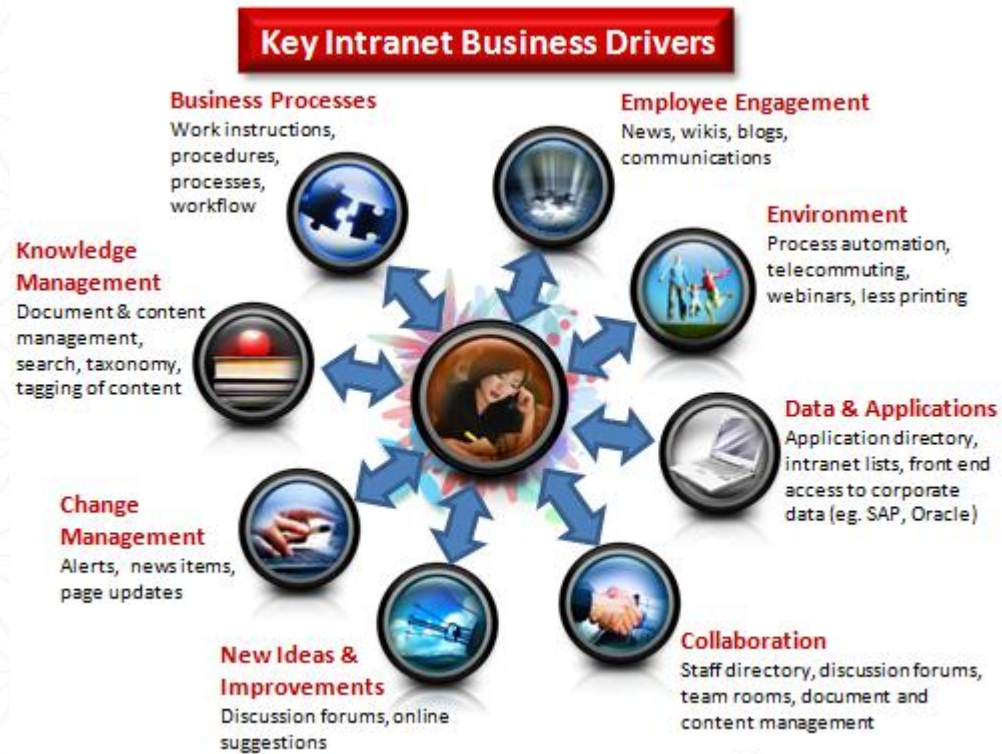 Key Intranet Business Drivers
Business Processes
Work instructions,
procedures,
processes,
workflow
Employee Engagement
News, wikis, blogs,
communications
Environment
Process automation,
telecommuting,
webinars, less printing
Knowledge
Management
Document & content
management,
search, taxonomy,
tagging of content
Data & Applications
Application directory,
intranet lists, front end
access to corporate
data (eg. SAP, Oracle)
Change
Management
Alerts, news items,
page updates
Collaboration
Staff directory, discussion forums,
team rooms, document and
content management
New Ideas &
Improvements
Discussion forums, online
suggestions